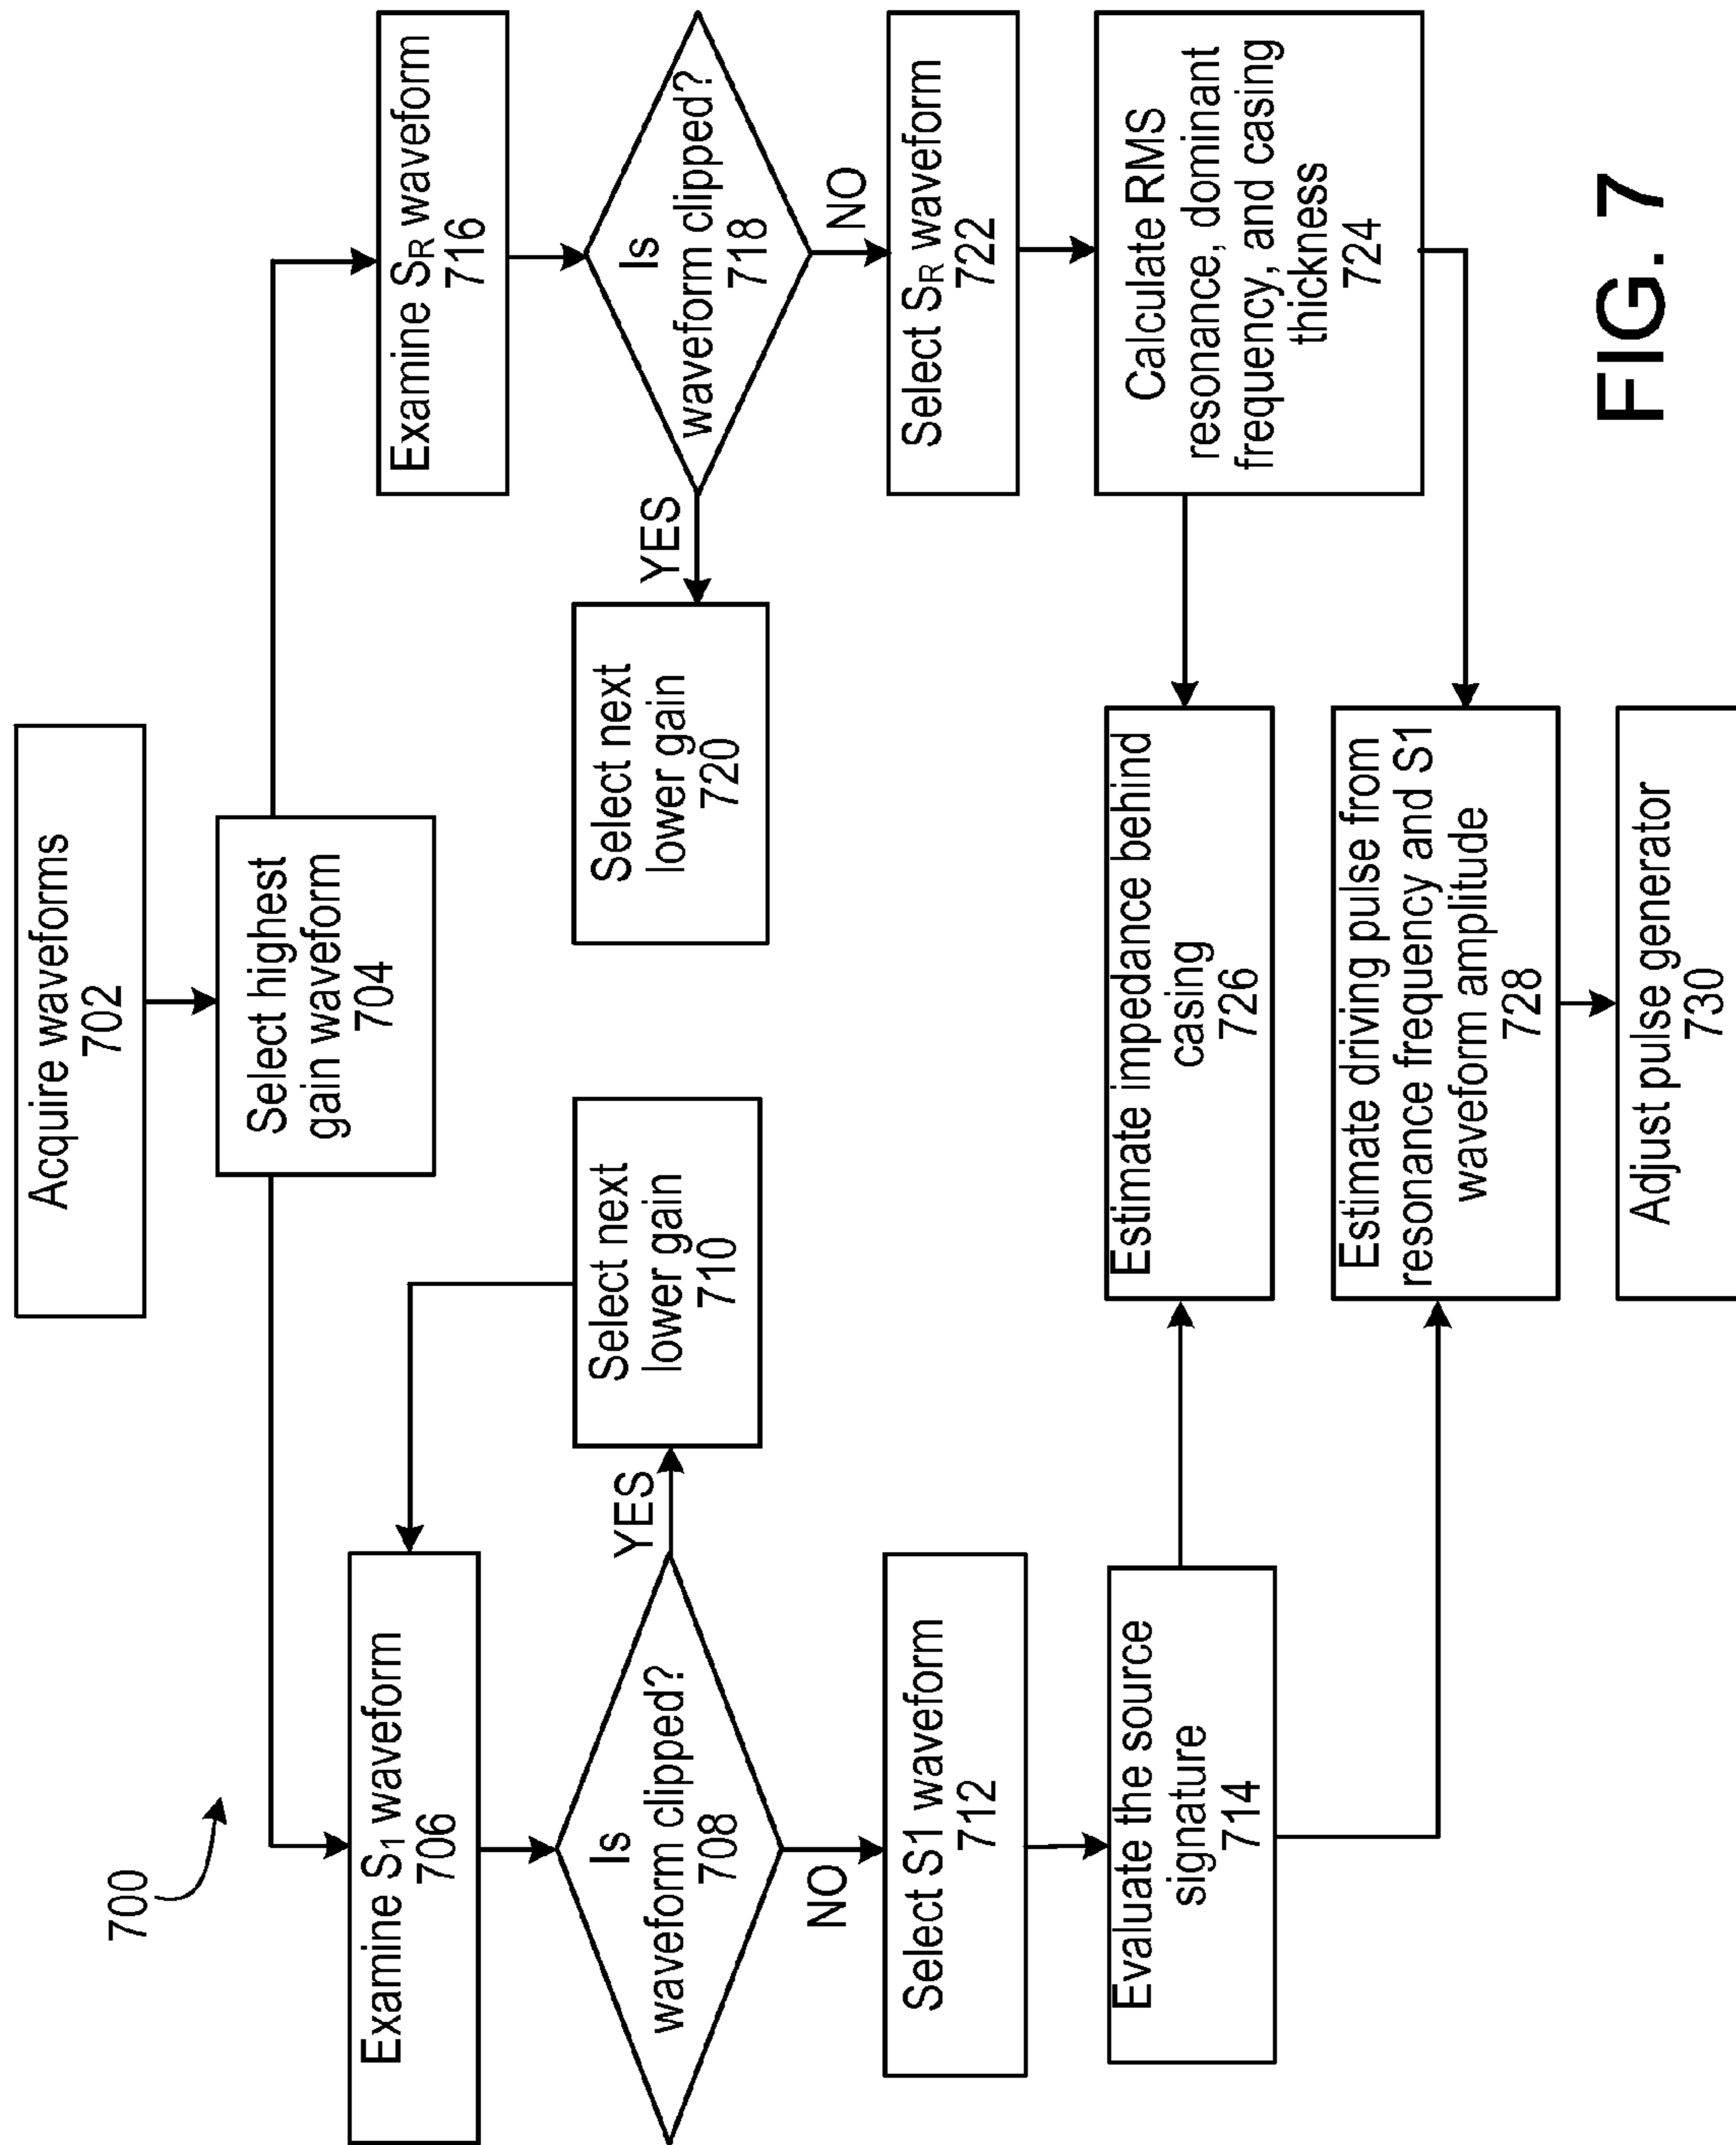 700
Acquire waveforms
702
Select highest
gain waveform
704
Examine S1 waveform
706
Is
waveform clipped?
708
YES
Select next
lower gain
710
NO
Select S1 waveform
712
Evaluate the source
signature
714
Examine SR waveform
716
Is
waveform clipped?
718
YES
Select next
lower gain
720
NO
Select SR waveform
722
Calculate RMS
resonance, dominant
frequency, and casing
thickness
724
Estimate impedance behind
casing
726
Estimate driving pulse from
resonance frequency and S1
waveform amplitude
728
Adjust pulse generator
730
FIG. 7